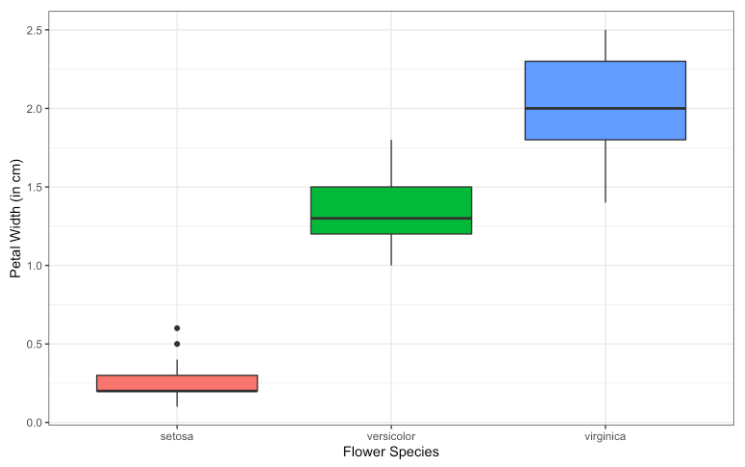 2.5
2.0
1.5
1.0
0.5
0.0
Petal Width (in cm)
setosa versicolor virginica
Flower Species